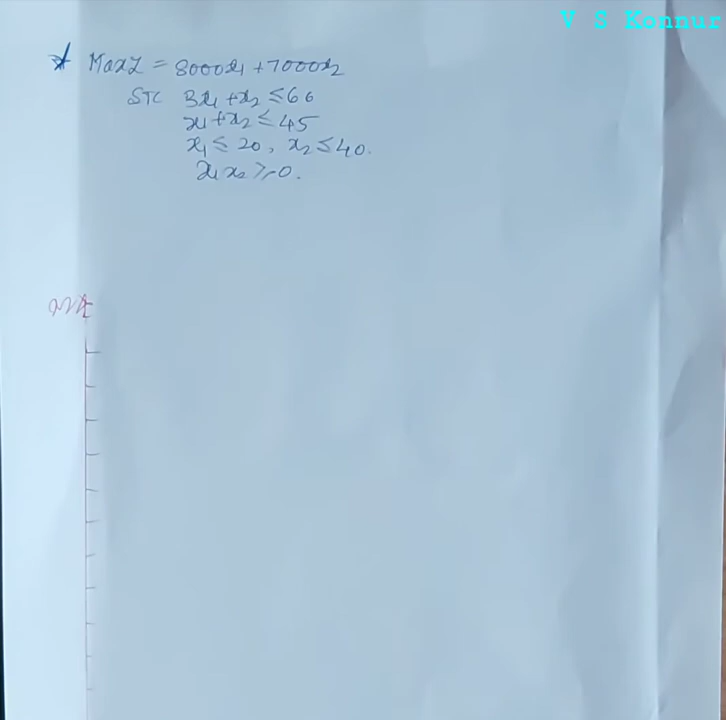 V S Konnur
* Max Z = 8000x1 + 7000x2
STC 3x1 + x2 ≤ 66
x1 + x2 ≤ 45
x1 ≤ 20, x2 ≤ 40.
x1 x2 ≥ 0.